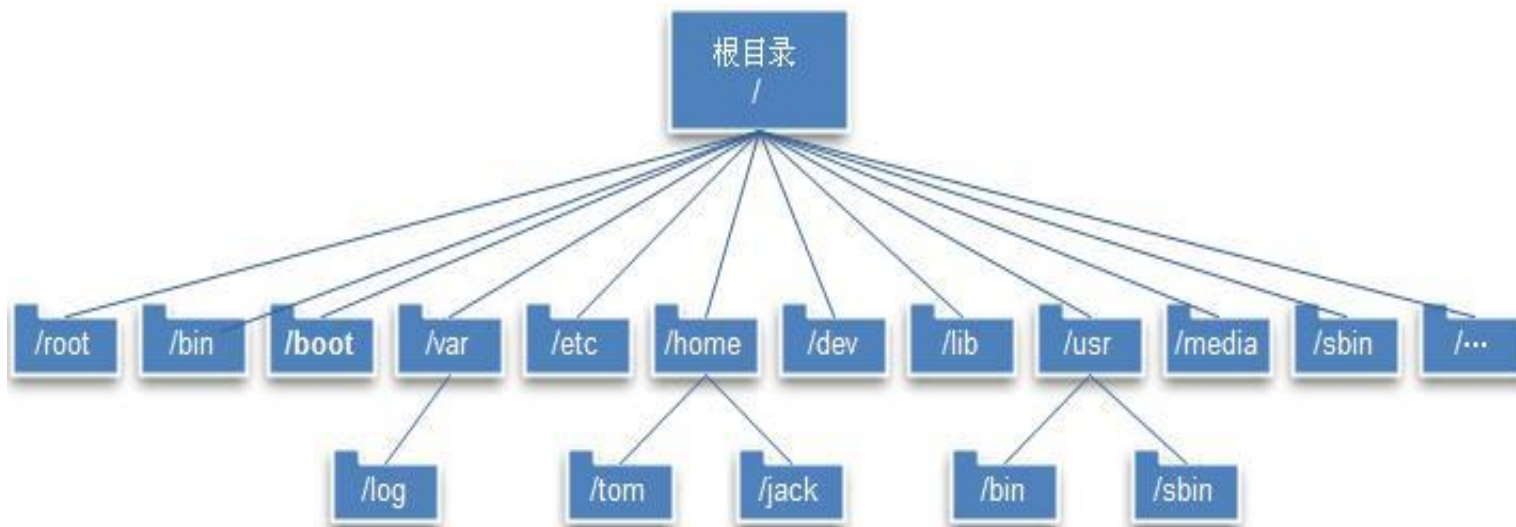 根目录
/
/root
/bin
/boot
/var
/etc
/home
/dev
/lib
/usr
/media
/sbin
/···
/log
/tom
/jack
/bin
/sbin